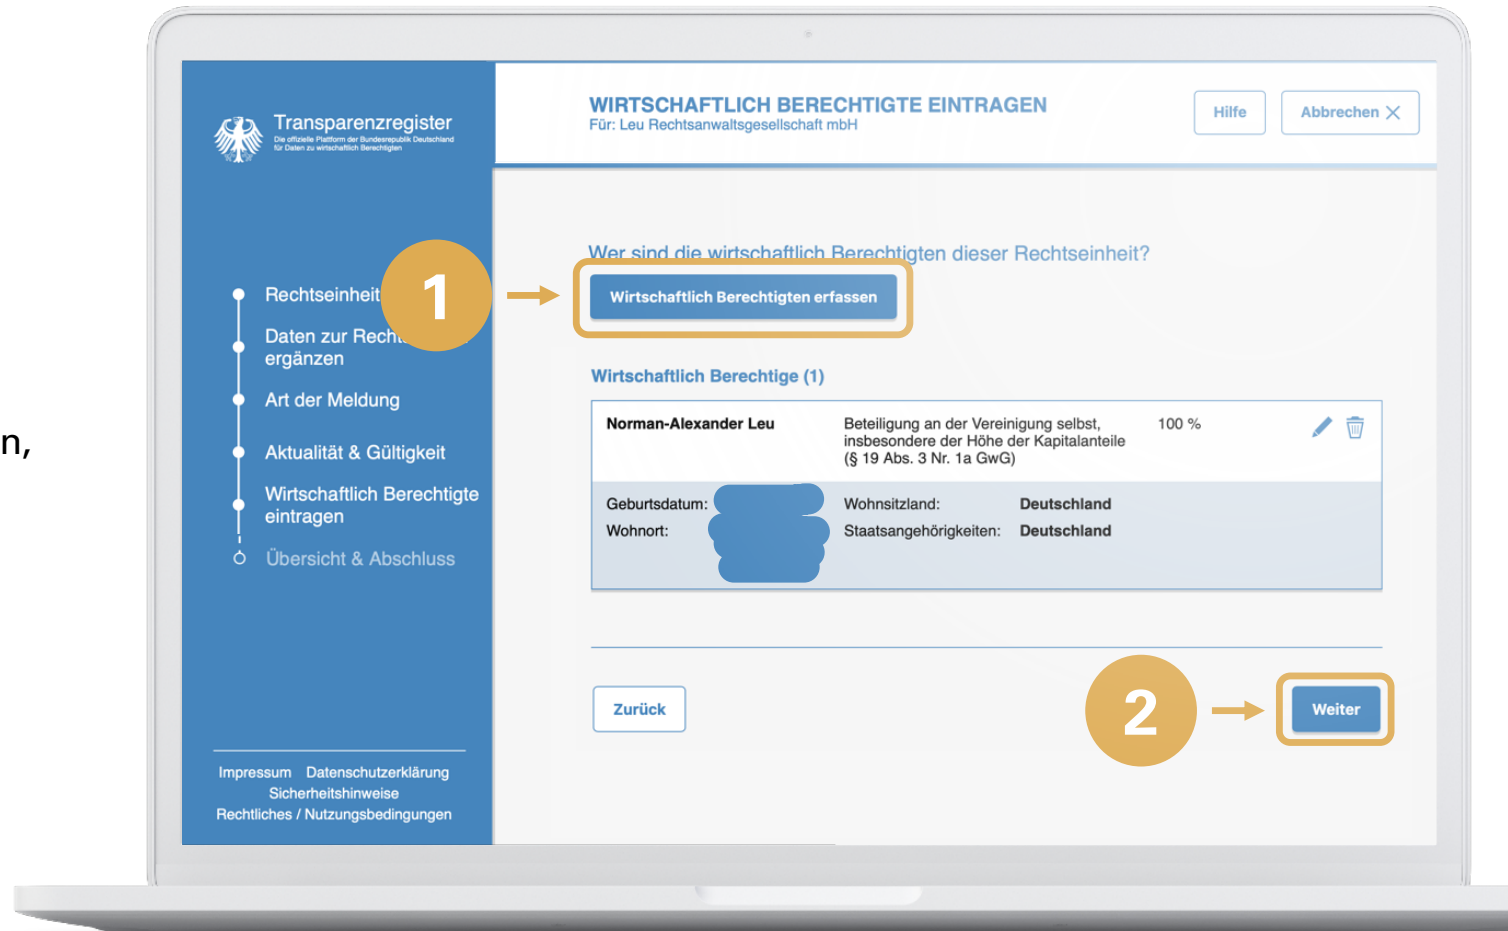 n,
Transparenzregister
Die offizielle Plattform der Bundesrepublik Deutschland
für Daten zu wirtschaftlich Berechtigten
WIRTSCHAFTLICH BERECHTIGTE EINTRAGEN
Für: Leu Rechtsanwaltsgesellschaft mbH
Hilfe
Abbrechen
Rechtseinheit
Daten zur
ergänzen
Art der Meldung
Aktualität & Gültigkeit
Wirtschaftlich Berechtigte
eintragen
Übersicht & Abschluss
Impressum Datenschutzerklärung
Sicherheitshinweise
Rechtliches / Nutzungsbedingungen
Wer sind die wirtschaftlich Berechtigten dieser Rechtseinheit?
1
Wirtschaftlich Berechtigten erfassen
Wirtschaftlich Berechtige (1)
Norman-Alexander Leu
Beteiligung an der Vereinigung selbst,
insbesondere der Höhe der Kapitalanteile
(§ 19 Abs. 3 Nr. 1a GwG)
100 %
Geburtsdatum:
Wohnsitzland: Deutschland
Wohnort:
Staatsangehörigkeiten: Deutschland
Zurück
2
Weiter